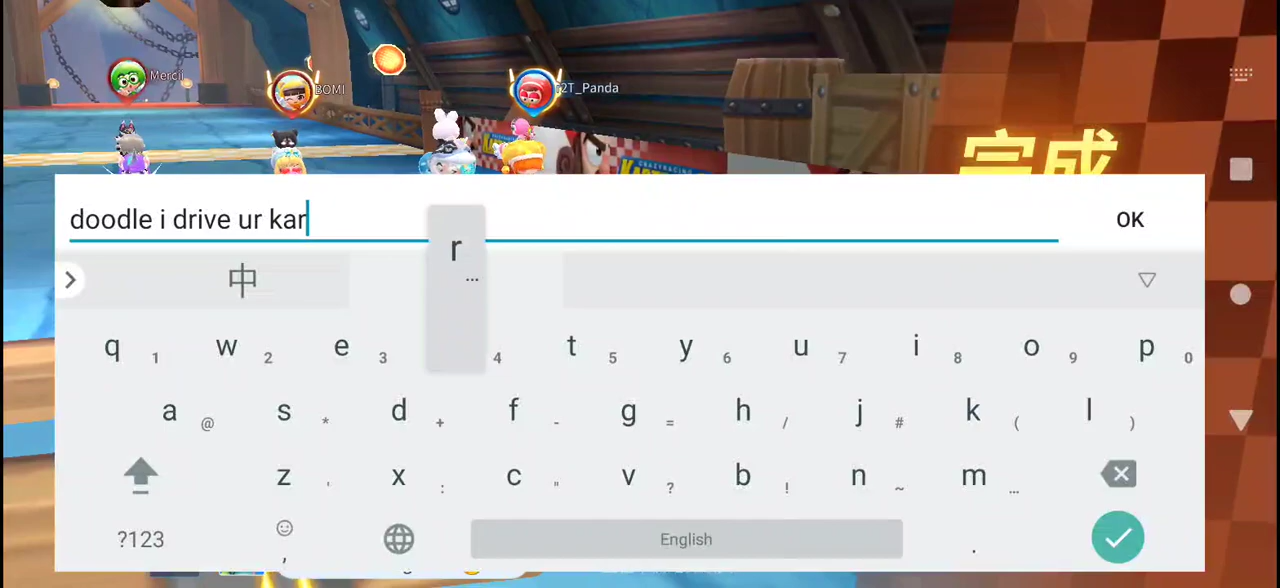 Mercii
BOMI
T2T_Panda
完成
doodle i drive ur kar
OK
r
...
中
q 1 w 2 e 3 4 t 5 y 6 u 7 i 8 o 9 p 0
a @ s * d + f - g = h / j # k ( l )
z ' x : c " v ? b ! n ~ m ...
?123 , English .